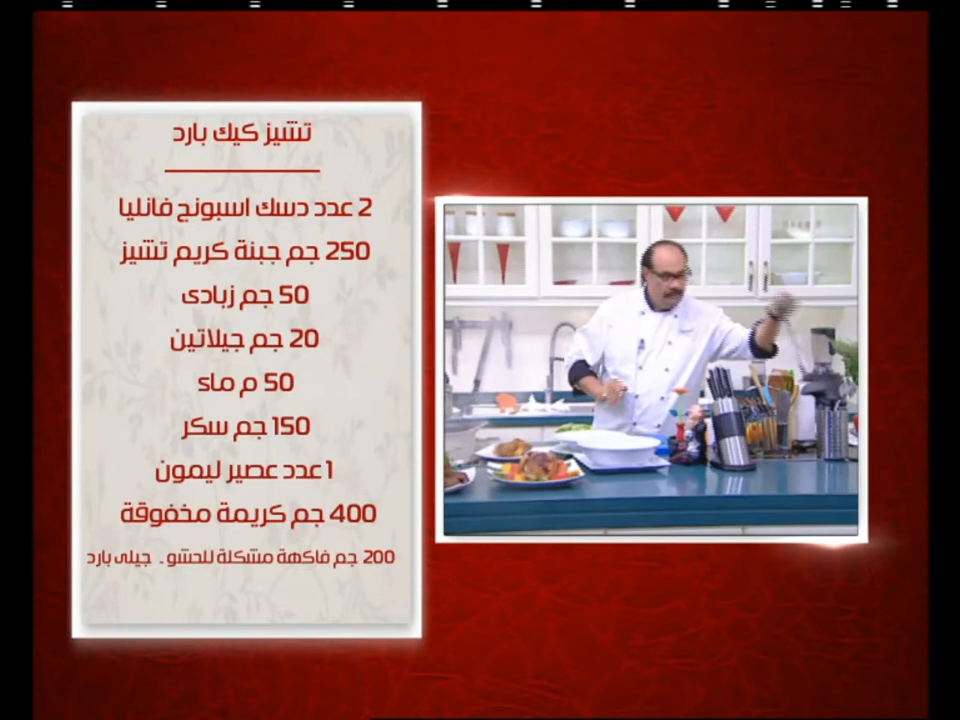 تشيز كيك بارد
2 عدد دسك اسبونج فانليا
250 جم جبنة كريم تشيز
50 جم زبادى
20 جم جيلاتين
50 م ماء
150 جم سكر
1 عدد عصير ليمون
400 جم كريمة مخفوقة
200 جم فاكهة مشكلة للحشو - جيلى بارد